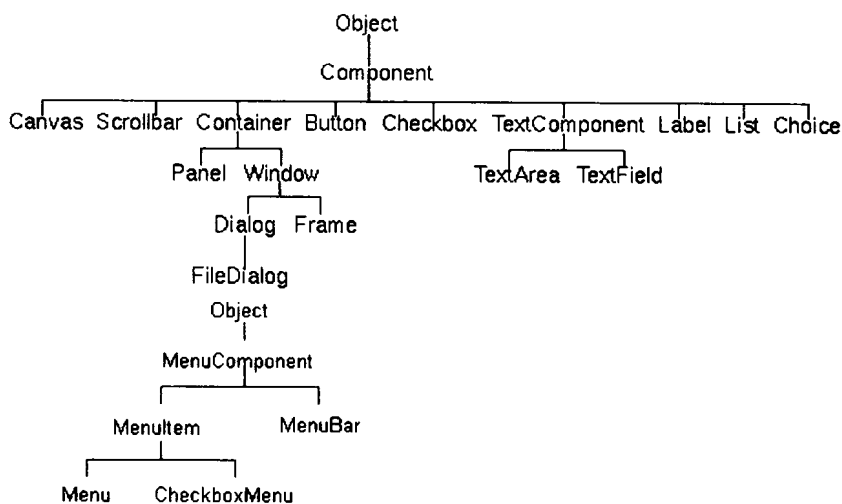 Object
Component
Canvas Scrollbar Container Button Checkbox TextComponent Label List Choice
Panel Window TextArea TextField
Dialog Frame
FileDialog
Object
MenuComponent
MenuItem MenuBar
Menu CheckboxMenu